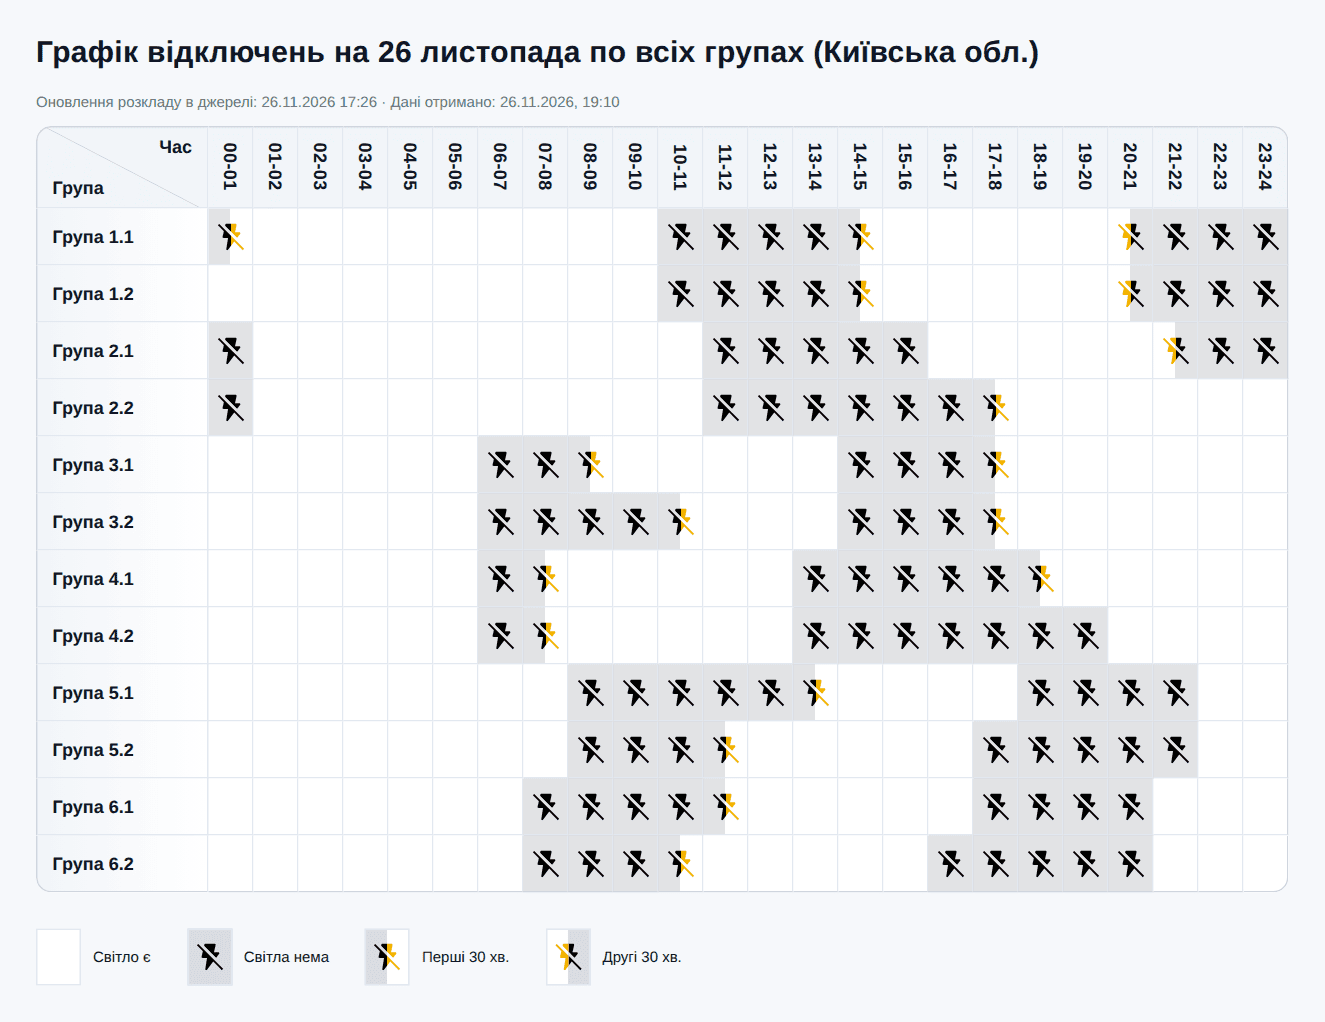 Графік відключень на 26 листопада по всіх групах (Київська обл.)
Оновлення розкладу в джерелі: 26.11.2026 17:26 · Дані отримано: 26.11.2026, 19:10
Час
Група
00-01 01-02 02-03 03-04 04-05 05-06 06-07 07-08 08-09 09-10 10-11 11-12 12-13 13-14 14-15 15-16 16-17 17-18 18-19 19-20 20-21 21-22 22-23 23-24
Група 1.1
Група 1.2
Група 2.1
Група 2.2
Група 3.1
Група 3.2
Група 4.1
Група 4.2
Група 5.1
Група 5.2
Група 6.1
Група 6.2
Світло є Світла нема Перші 30 хв. Другі 30 хв.